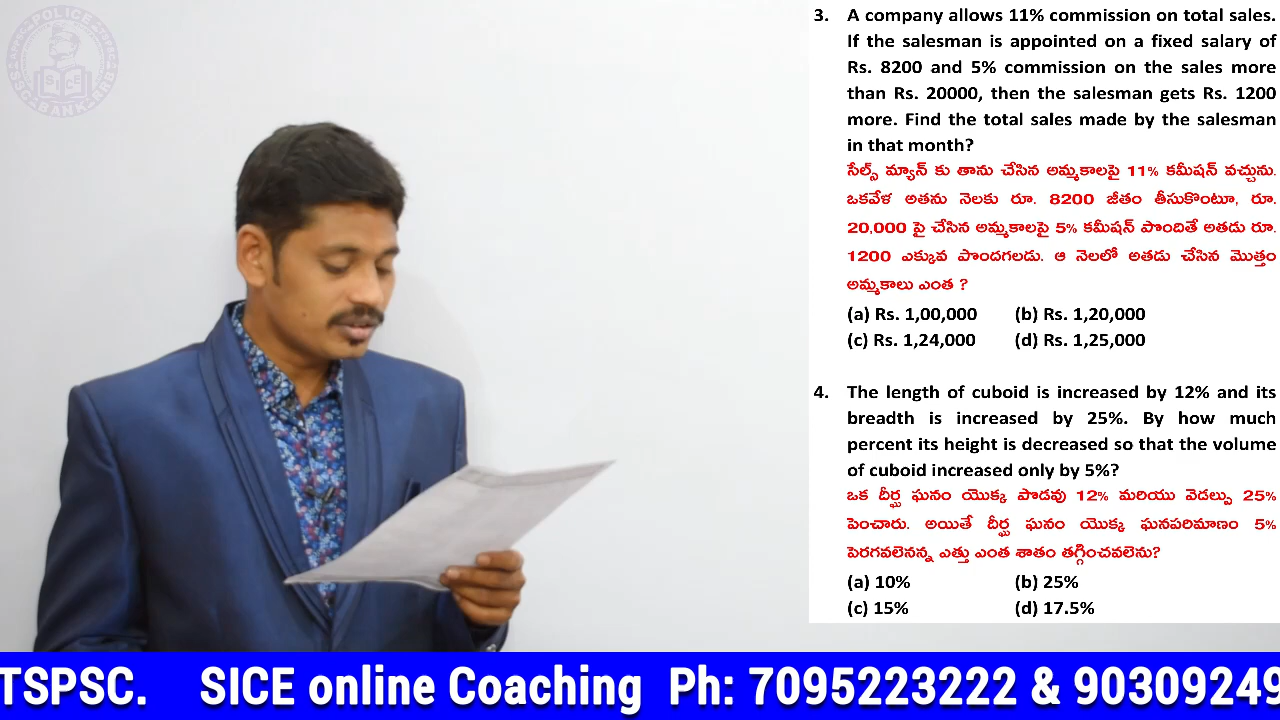 POLICE
SICE
BANK
3. A company allows 11% commission on total sales.
If the salesman is appointed on a fixed salary of
Rs. 8200 and 5% commission on the sales more
than Rs. 20000, then the salesman gets Rs. 1200
more. Find the total sales made by the salesman
in that month?
సేల్స్ మ్యాన్ కు తాను చేసిన అమ్మకాలపై 11% కమీషన్ వచ్చును.
ఒకవేళ అతను నెలకు రూ. 8200 జీతం తీసుకొంటూ, రూ.
20,000 పై చేసిన అమ్మకాలపై 5% కమీషన్ పొందితే అతడు రూ.
1200 ఎక్కువ పొందగలడు. ఆ నెలలో అతడు చేసిన మొత్తం
అమ్మకాలు ఎంత ?
(a) Rs. 1,00,000 (b) Rs. 1,20,000
(c) Rs. 1,24,000 (d) Rs. 1,25,000
4. The length of cuboid is increased by 12% and its
breadth is increased by 25%. By how much
percent its height is decreased so that the volume
of cuboid increased only by 5%?
ఒక దీర్ఘ ఘనం యొక్క పొడవు 12% మరియు వెడల్పు 25%
పెంచారు. అయితే దీర్ఘ ఘనం యొక్క ఘనపరిమాణం 5%
పెరగవలెనన్న ఎత్తు ఎంత శాతం తగ్గించవలెను?
(a) 10% (b) 25%
(c) 15% (d) 17.5%
TSPSC. SICE online Coaching Ph: 7095223222 & 90309249